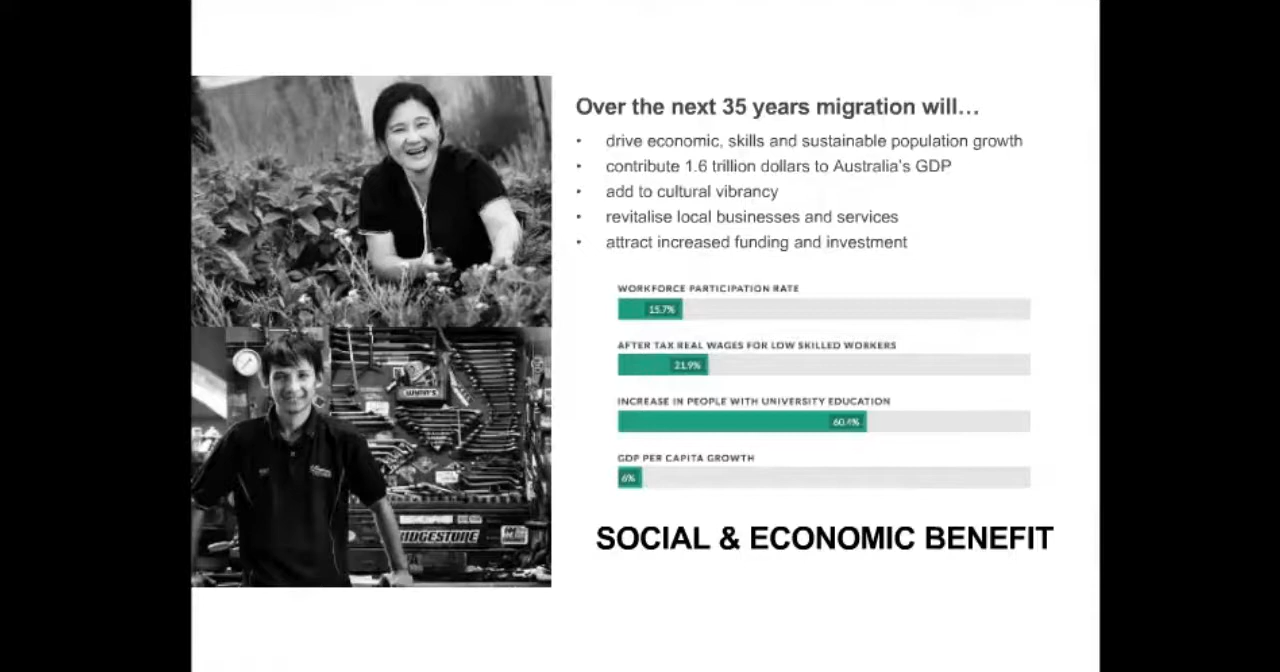 Over the next 35 years migration will…
• drive economic, skills and sustainable population growth
• contribute 1.6 trillion dollars to Australia's GDP
• add to cultural vibrancy
• revitalise local businesses and services
• attract increased funding and investment
WORKFORCE PARTICIPATION RATE
15.7%
AFTER TAX REAL WAGES FOR LOW SKILLED WORKERS
21.9%
INCREASE IN PEOPLE WITH UNIVERSITY EDUCATION
60.4%
GDP PER CAPITA GROWTH
6%
SOCIAL & ECONOMIC BENEFIT